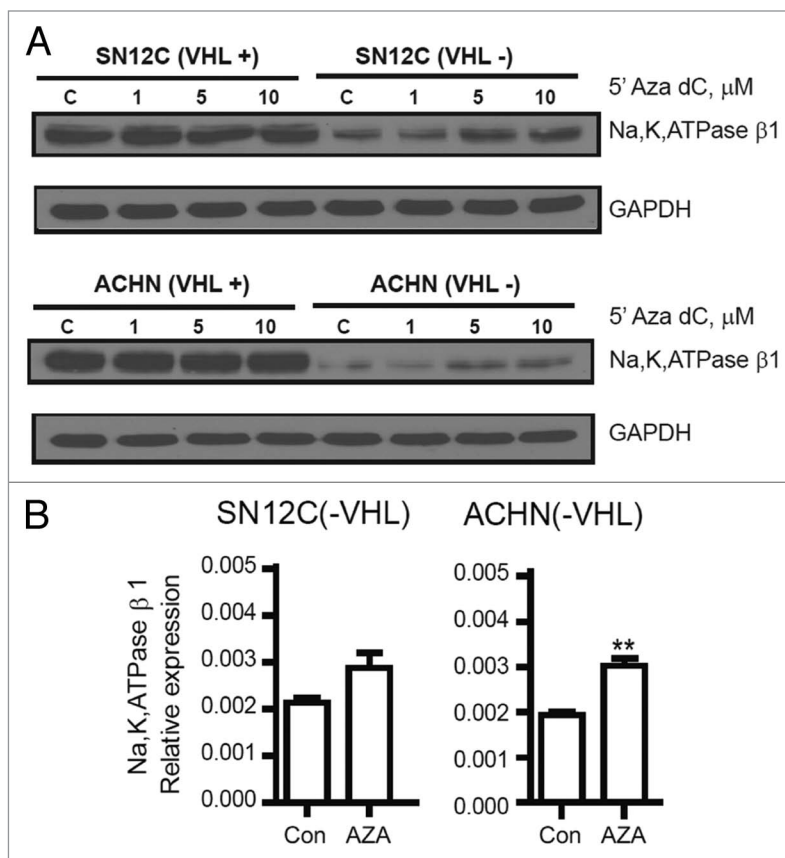 A
SN12C (VHL +) SN12C (VHL -)
C 1 5 10 C 1 5 10 5' Aza dC, μM
Na,K,ATPase β1
GAPDH
ACHN (VHL +) ACHN (VHL -)
C 1 5 10 C 1 5 10 5' Aza dC, μM
Na,K,ATPase β1
GAPDH
B
SN12C(-VHL) ACHN(-VHL)
Na,K,ATPase β 1
Relative expression
0.005
0.004
0.003
0.002
0.001
0.000
Con AZA
0.005
0.004
0.003
0.002
0.001
0.000
**
Con AZA